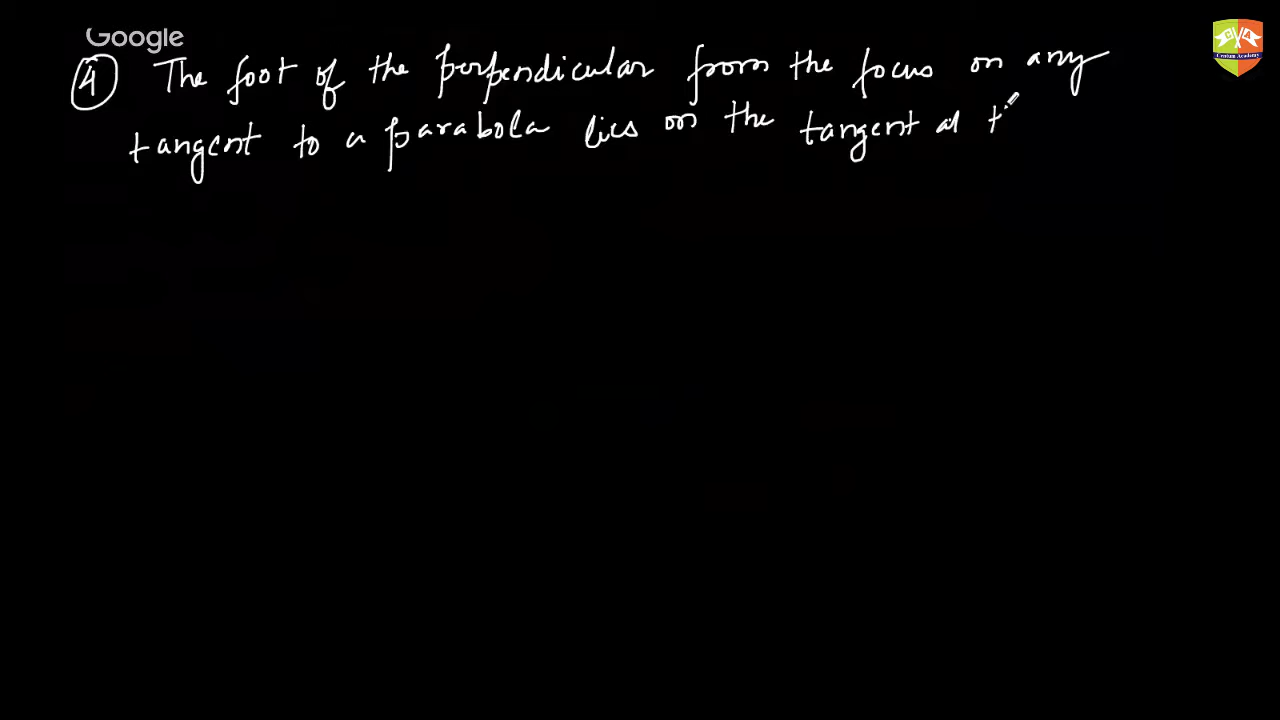 Google
4 The foot of the perpendicular from the focus on any
tangent to a parabola lies on the tangent at t